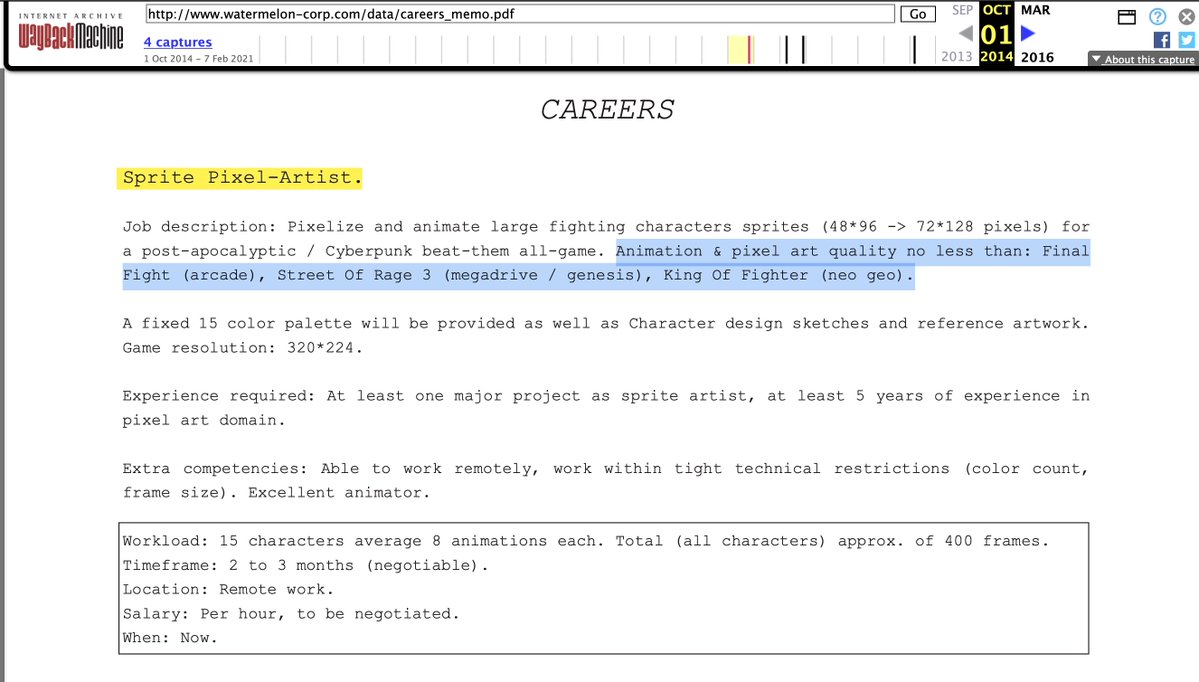 INTERNET ARCHIVE
WayBackMachine
http://www.watermelon-corp.com/data/careers_memo.pdf
Go
SEP OCT MAR
4 captures
01
1 Oct 2014 – 7 Feb 2021
2013 2014 2016
▼ About this capture
CAREERS
Sprite Pixel-Artist.
Job description: Pixelize and animate large fighting characters sprites (48*96 -> 72*128 pixels) for
a post-apocalyptic / Cyberpunk beat-them all-game. Animation & pixel art quality no less than: Final
Fight (arcade), Street Of Rage 3 (megadrive / genesis), King Of Fighter (neo geo).
A fixed 15 color palette will be provided as well as Character design sketches and reference artwork.
Game resolution: 320*224.
Experience required: At least one major project as sprite artist, at least 5 years of experience in
pixel art domain.
Extra competencies: Able to work remotely, work within tight technical restrictions (color count,
frame size). Excellent animator.
Workload: 15 characters average 8 animations each. Total (all characters) approx. of 400 frames.
Timeframe: 2 to 3 months (negotiable).
Location: Remote work.
Salary: Per hour, to be negotiated.
When: Now.